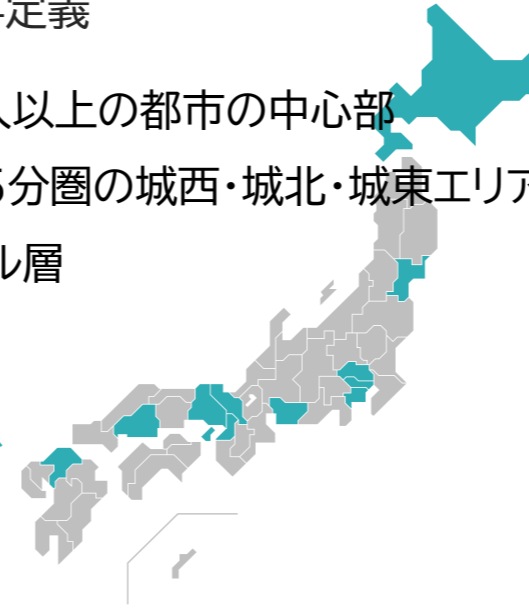 定義
人以上の都市の中心部
5分圏の城西・城北・城東エリア
ル層